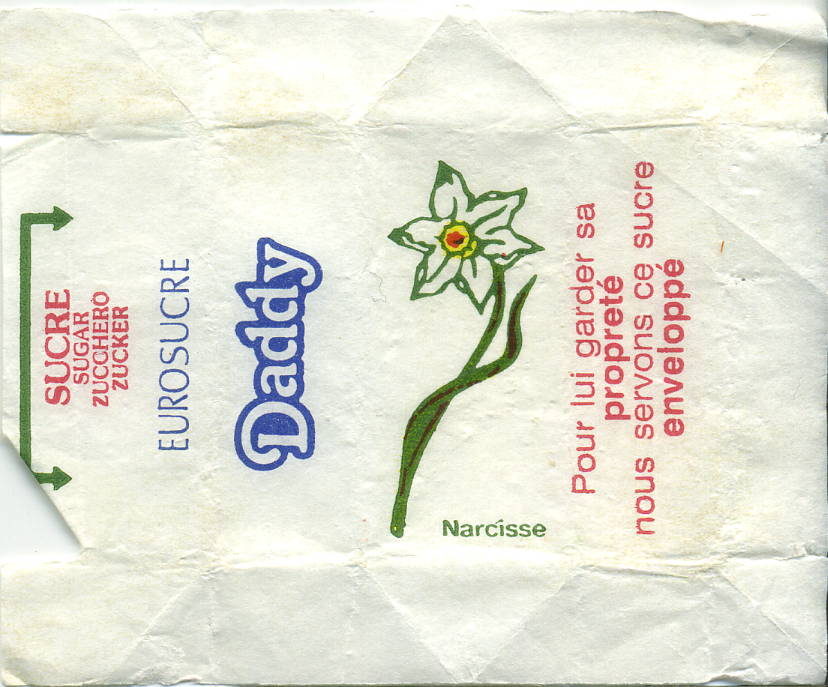 SUCRE
SUGAR
ZUCCHERO
ZUCKER
EUROSUCRE
Daddy
Narcisse
Pour lui garder sa
propreté
nous servons ce sucre
enveloppé